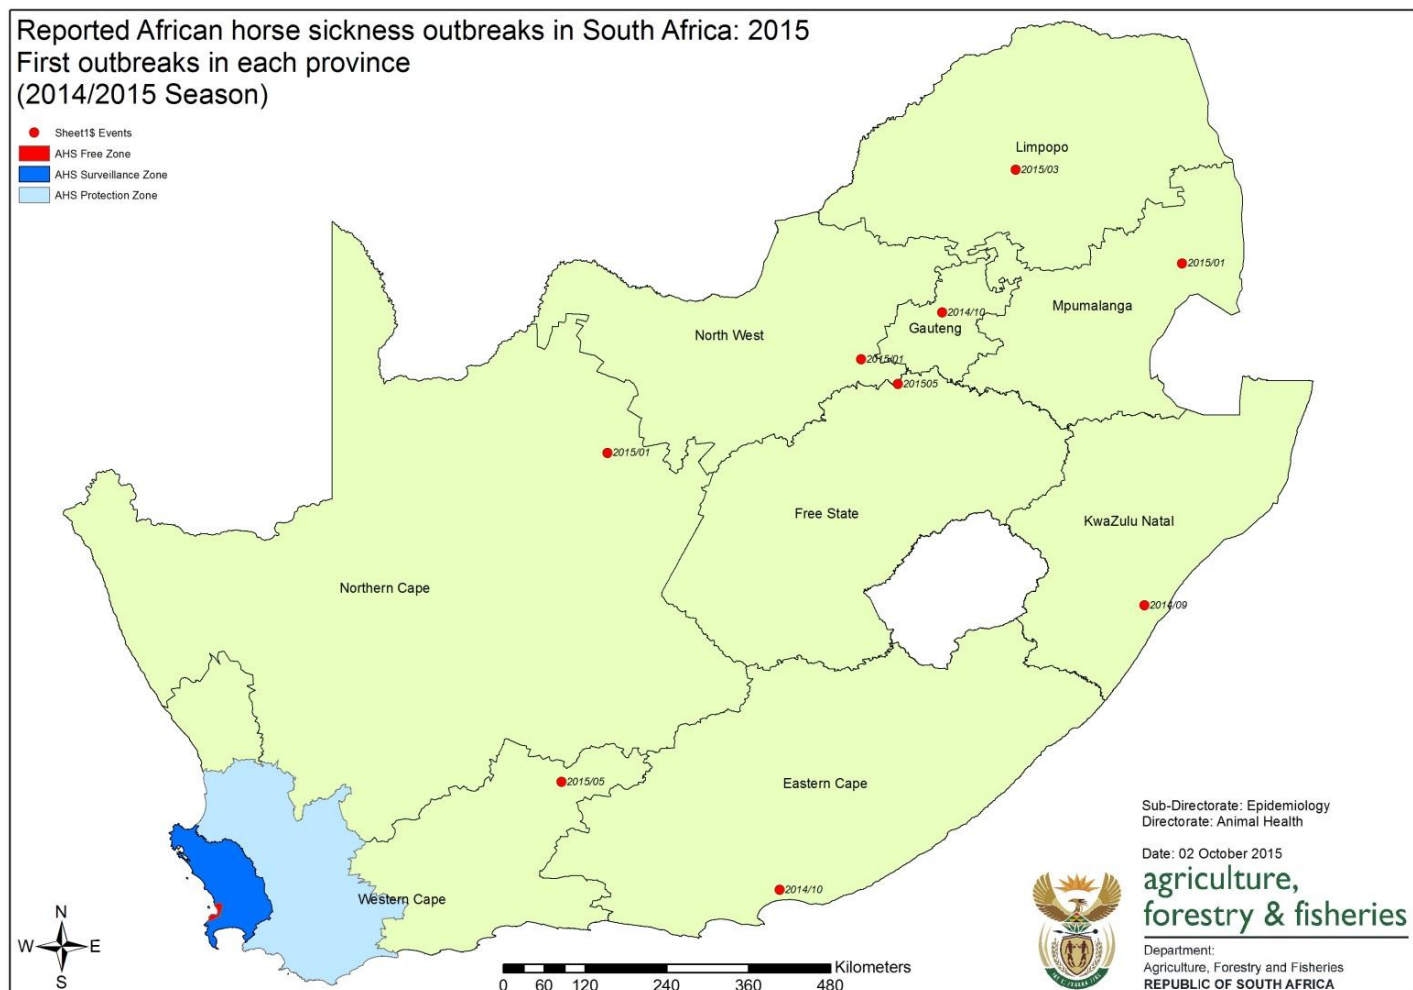 Reported African horse sickness outbreaks in South Africa: 2015
First outbreaks in each province
(2014/2015 Season)
Sheet1$ Events
AHS Free Zone
AHS Surveillance Zone
AHS Protection Zone
Limpopo
2015/03
2015/01
Mpumalanga
2014/10
Gauteng
North West
2015/01
201505
2015/01
Free State
KwaZulu Natal
Northern Cape
2014/09
2015/05
Eastern Cape
2014/10
Western Cape
N
W
E
S
Kilometers
0 60 120 240 360 480
Sub-Directorate: Epidemiology
Directorate: Animal Health
Date: 02 October 2015
agriculture,
forestry & fisheries
Department:
Agriculture, Forestry and Fisheries
REPUBLIC OF SOUTH AFRICA